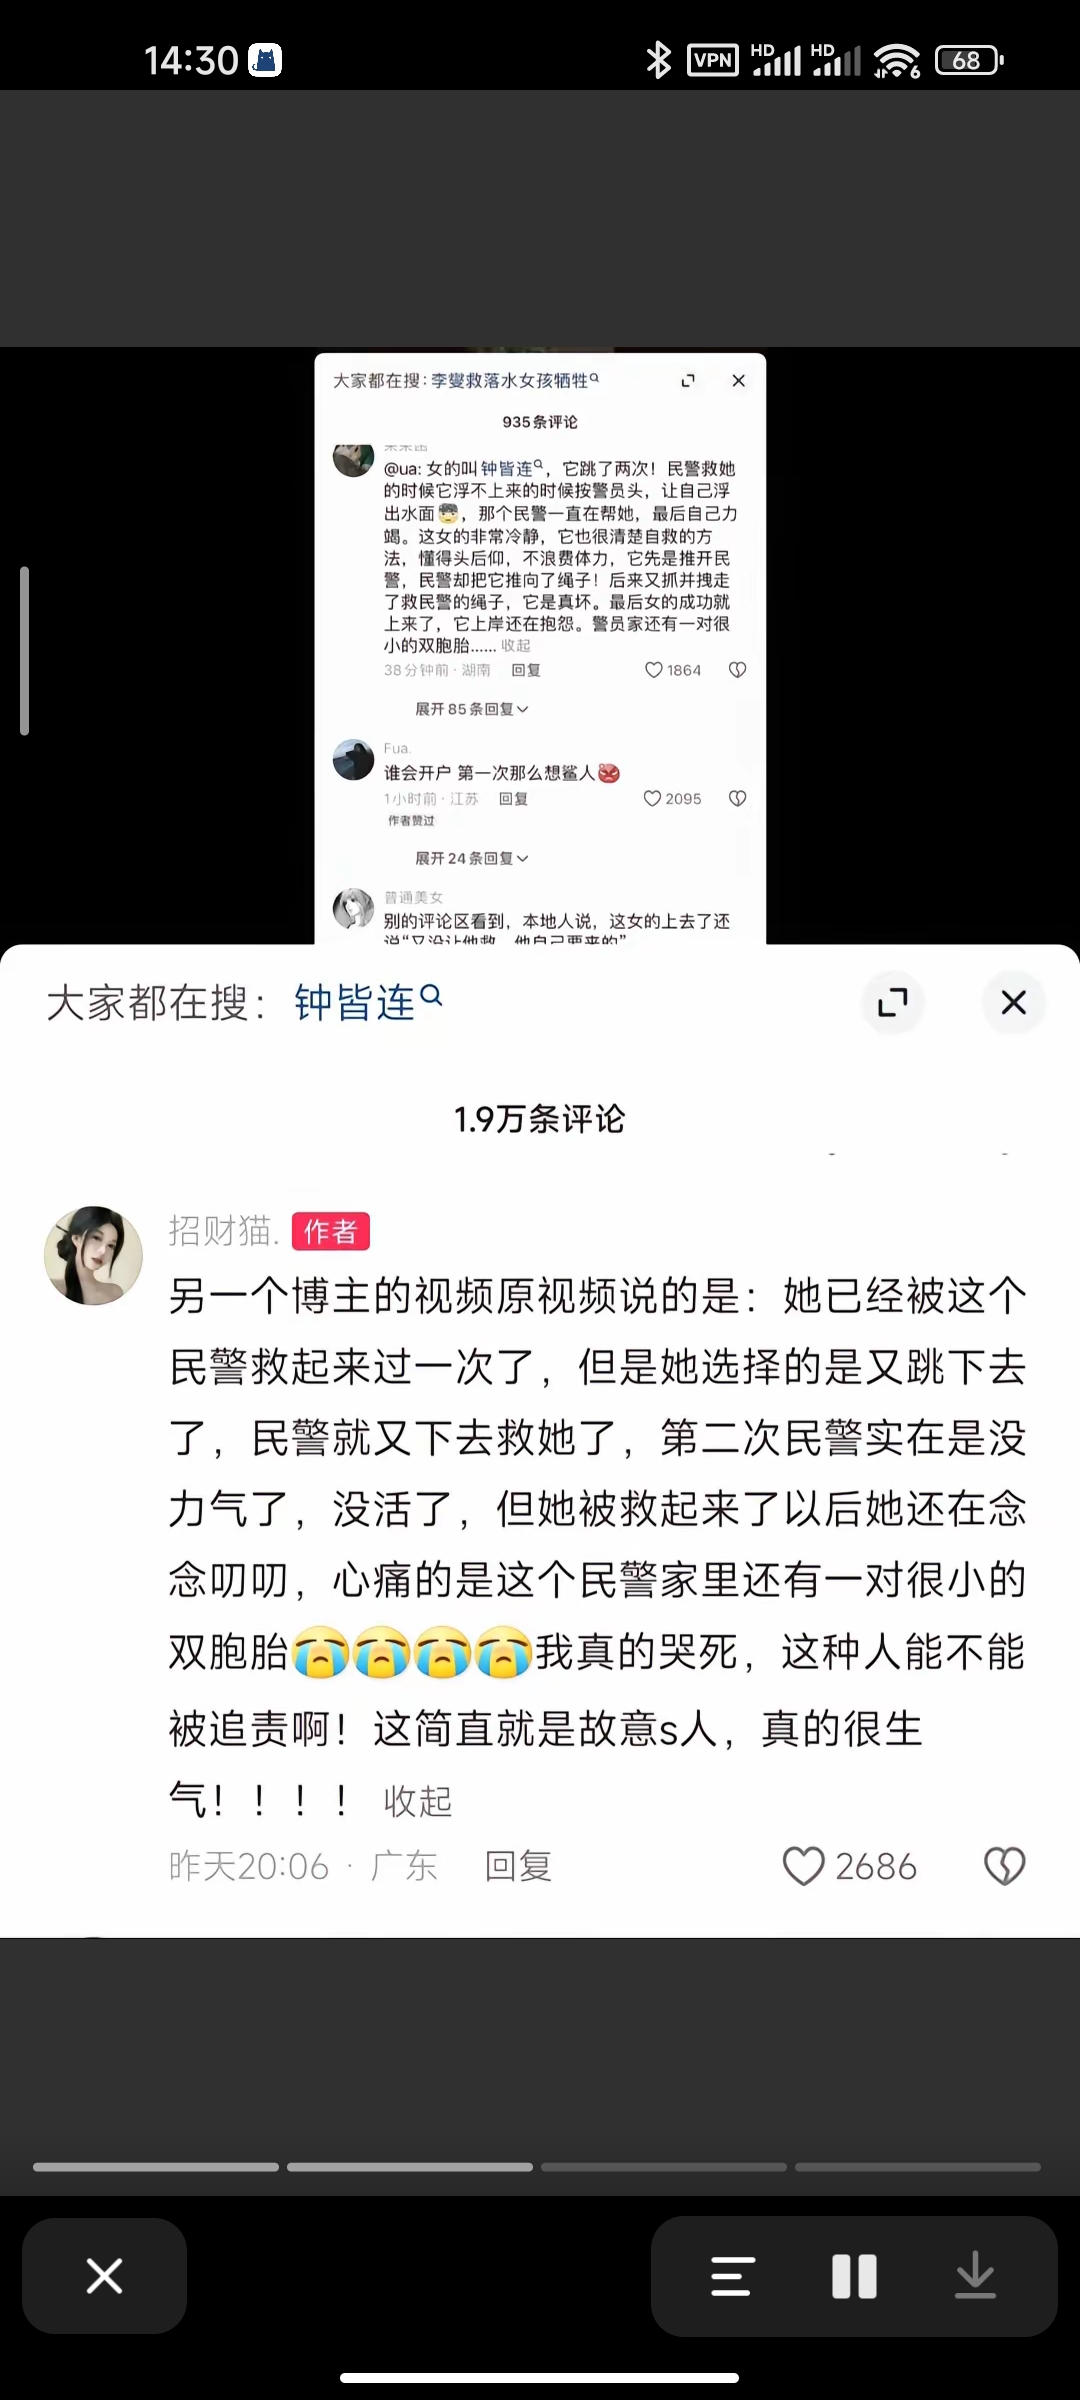 14:30
VPN
HD
HD
6
68
大家都在搜：李燮救落水女孩牺牲
935条评论
@ua: 女的叫钟皆连，它跳了两次！民警救她
的时候它浮不上来的时候按警员头，让自己浮
出水面，那个民警一直在帮她，最后自己力
竭。这女的非常冷静，它也很清楚自救的方
法，懂得头后仰，不浪费体力，它先是推开民
警，民警却把它推向了绳子！后来又抓并拽走
了救民警的绳子，它是真坏。最后女的成功就
上来了，它上岸还在抱怨。警员家还有一对很
小的双胞胎...... 收起
38分钟前 · 湖南 回复 1864
展开85条回复
Fua.
谁会开户 第一次那么想鲨人
1小时前 · 江苏 回复 2095
作者赞过
展开24条回复
普通美女
别的评论区看到，本地人说，这女的上去了还
说“又没让他救，他自己要来的”
大家都在搜：钟皆连
1.9万条评论
招财猫. 作者
另一个博主的视频原视频说的是：她已经被这个
民警救起来过一次了，但是她选择的是又跳下去
了，民警就又下去救她了，第二次民警实在是没
力气了，没活了，但她被救起来了以后她还在念
念叨叨，心痛的是这个民警家里还有一对很小的
双胞胎😭😭😭😭我真的哭死，这种人能不能
被追责啊！这简直就是故意s人，真的很生
气！！！！ 收起
昨天20:06 · 广东 回复 2686